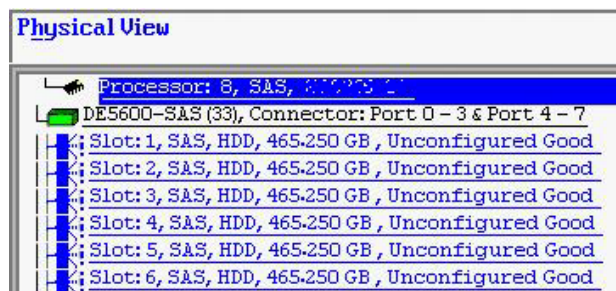 Physical View
Processor: 8, SAS,
DE5600-SAS (33), Connector: Port 0 - 3 & Port 4 - 7
Slot: 1, SAS, HDD, 465.250 GB , Unconfigured Good
Slot: 2, SAS, HDD, 465.250 GB , Unconfigured Good
Slot: 3, SAS, HDD, 465.250 GB , Unconfigured Good
Slot: 4, SAS, HDD, 465.250 GB , Unconfigured Good
Slot: 5, SAS, HDD, 465.250 GB , Unconfigured Good
Slot: 6, SAS, HDD, 465.250 GB , Unconfigured Good